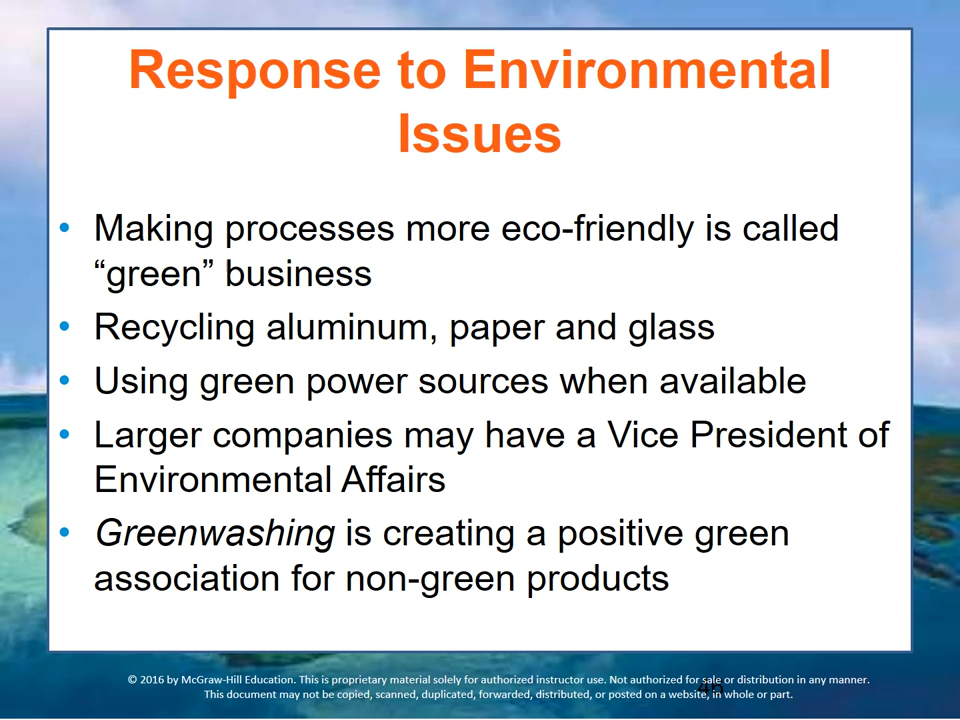 Response to Environmental
Issues
• Making processes more eco-friendly is called
“green” business
• Recycling aluminum, paper and glass
• Using green power sources when available
• Larger companies may have a Vice President of
Environmental Affairs
• Greenwashing is creating a positive green
association for non-green products
© 2016 by McGraw-Hill Education. This is proprietary material solely for authorized instructor use. Not authorized for sale or distribution in any manner.
This document may not be copied, scanned, duplicated, forwarded, distributed, or posted on a website, in whole or part.